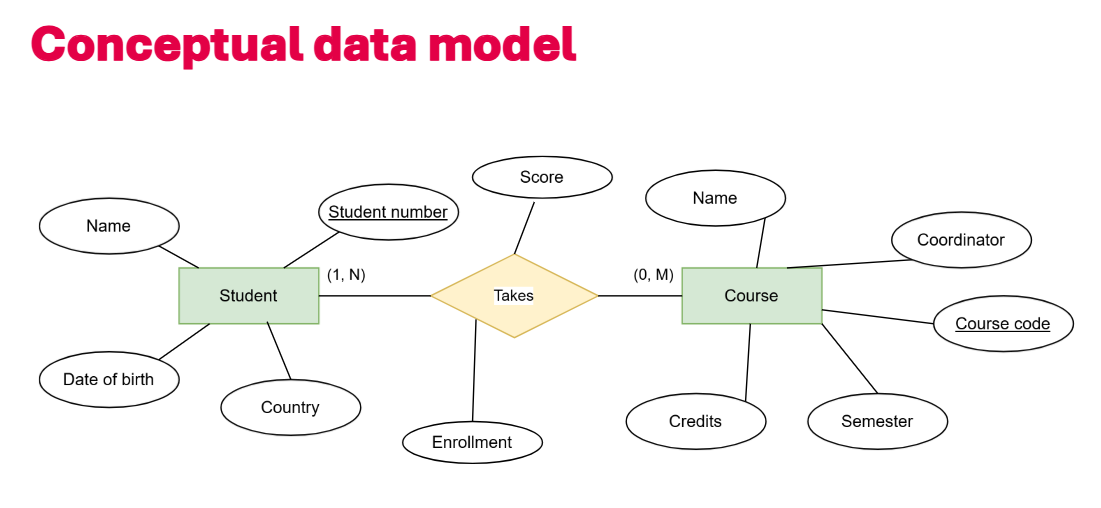 Conceptual data model
Score
Name
Name
Student number
Coordinator
(1, N)
(0, M)
Student
Takes
Course
Course code
Date of birth
Country
Credits
Semester
Enrollment